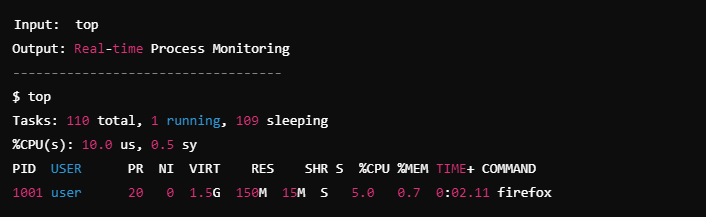 Input:  top
Output: Real-time Process Monitoring
-----------------------------------
$ top
Tasks: 110 total, 1 running, 109 sleeping
%CPU(s): 10.0 us, 0.5 sy
PID  USER      PR  NI  VIRT    RES    SHR S  %CPU %MEM TIME+ COMMAND
1001 user      20   0  1.5G  150M  15M  S   5.0   0.7  0:02.11 firefox